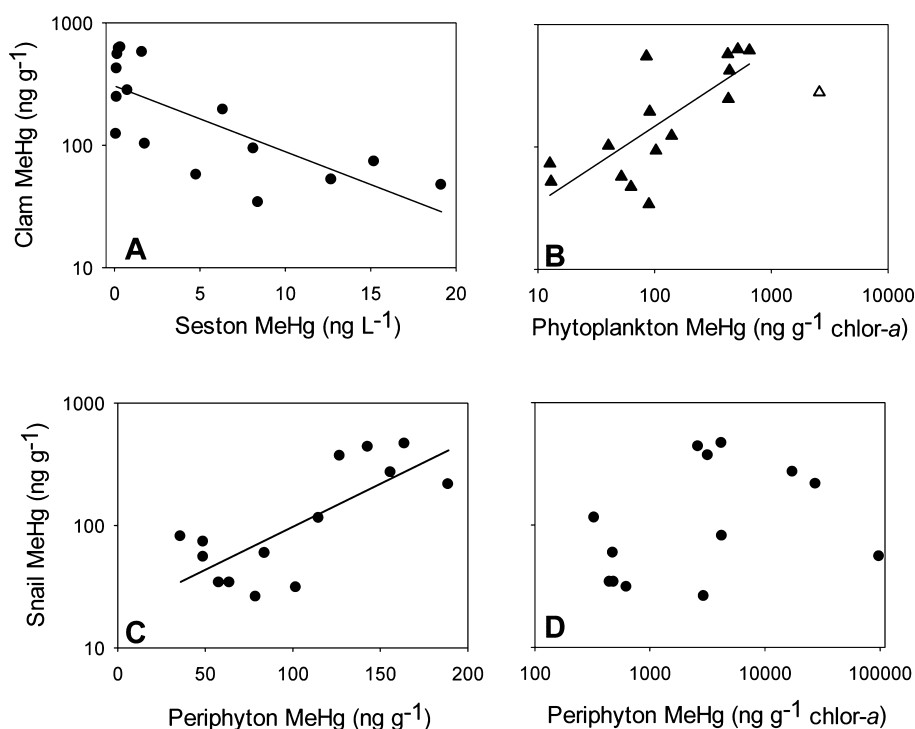 1000
100
10
Clam MeHg (ng g-1)
A
0 5 10 15 20
Seston MeHg (ng L-1)
B
10 100 1000 10000
Phytoplankton MeHg (ng g-1 chlor-a)
1000
100
10
Snail MeHg (ng g-1)
C
0 50 100 150 200
Periphyton MeHg (ng g-1)
D
100 1000 10000 100000
Periphyton MeHg (ng g-1 chlor-a)